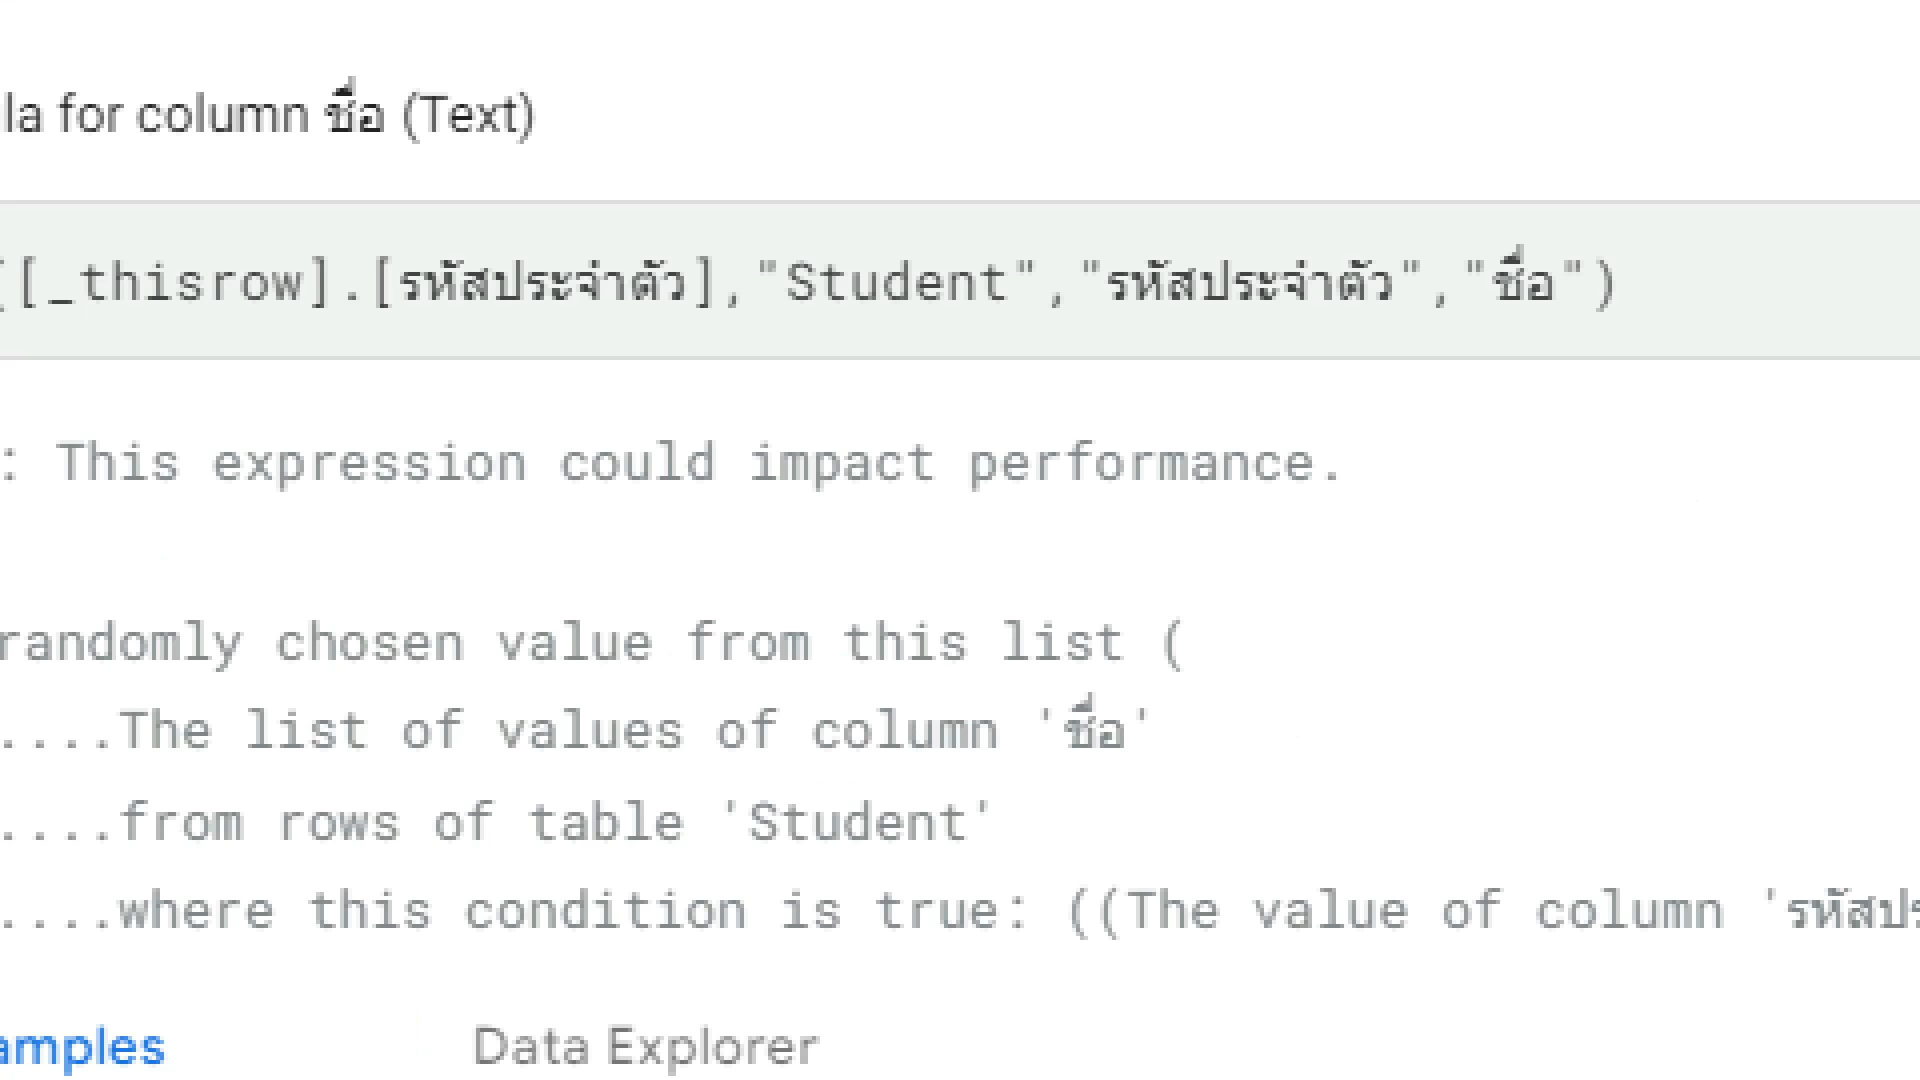 la for column ชื่อ (Text)
([_thisrow].[รหัสประจำตัว],"Student","รหัสประจำตัว","ชื่อ")
: This expression could impact performance.
randomly chosen value from this list (
....The list of values of column 'ชื่อ'
....from rows of table 'Student'
....where this condition is true: ((The value of column 'รหัสประ
amples
Data Explorer